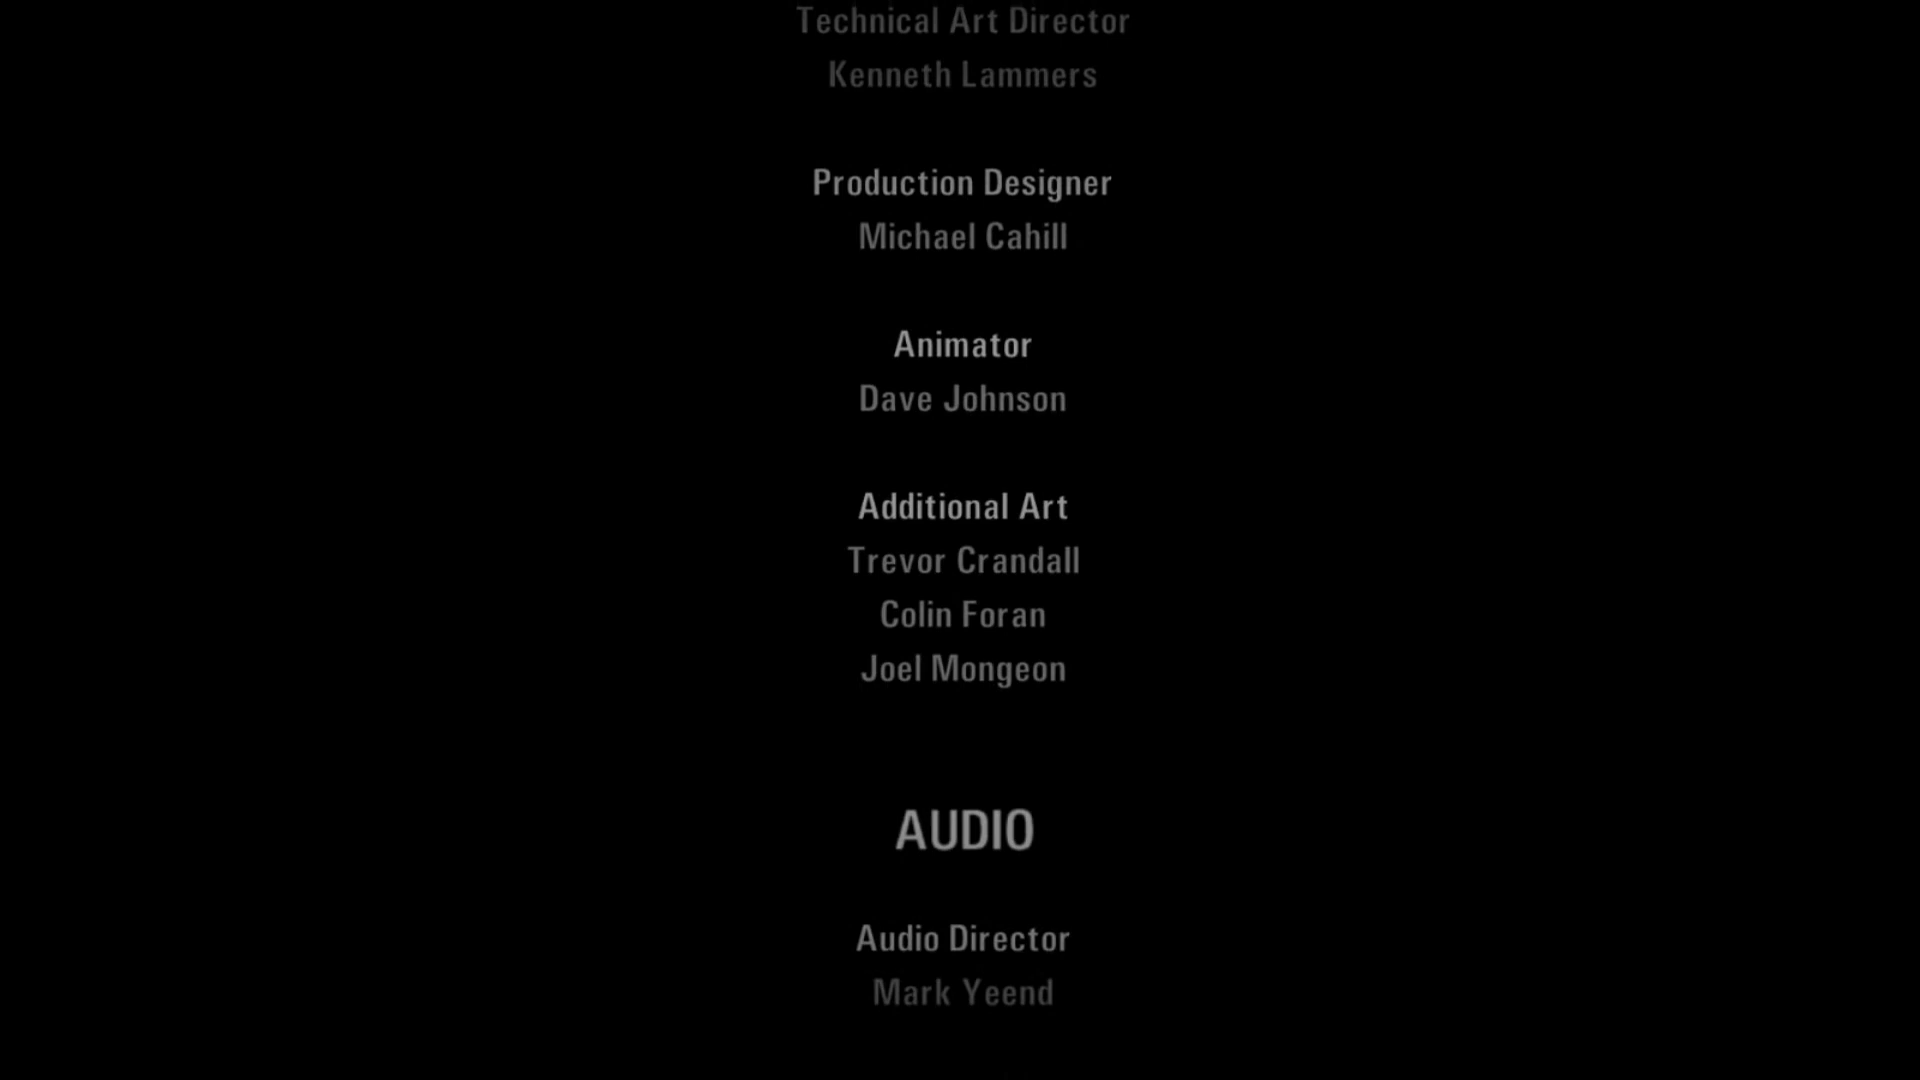 Technical Art Director
Kenneth Lammers
Production Designer
Michael Cahill
Animator
Dave Johnson
Additional Art
Trevor Crandall
Colin Foran
Joel Mongeon
AUDIO
Audio Director
Mark Yeend